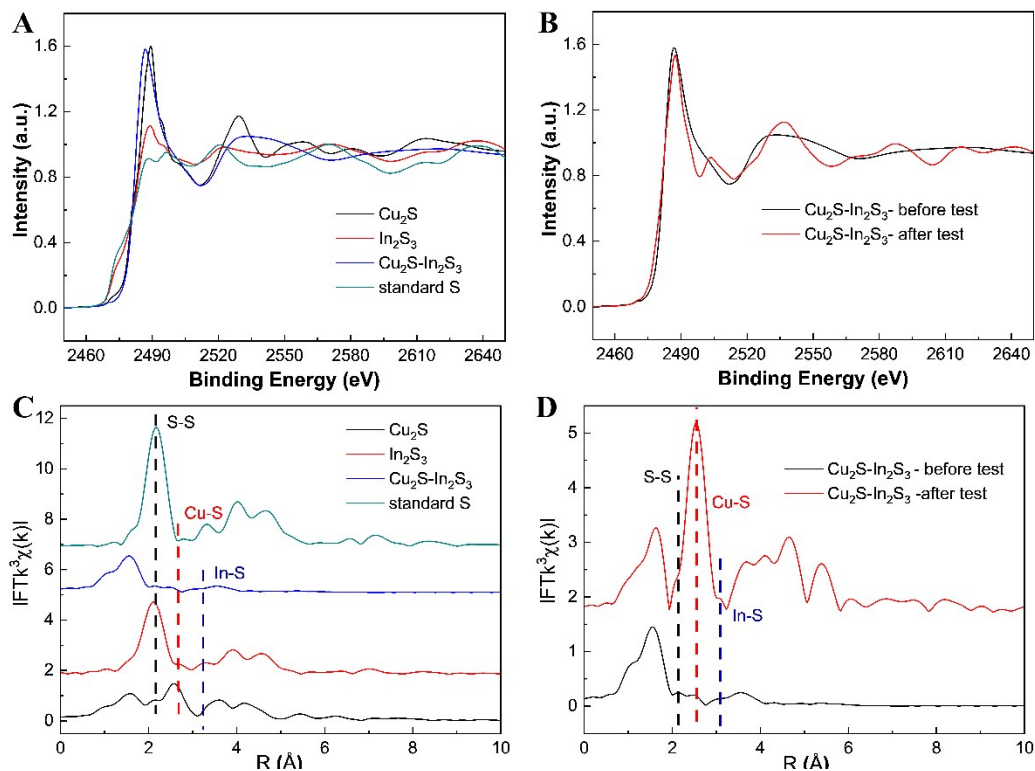 A
1.6
1.2
0.8
0.4
0.0
Intensity (a.u.)
Cu₂S
In₂S₃
Cu₂S-In₂S₃
standard S
2460 2490 2520 2550 2580 2610 2640
Binding Energy (eV)
B
1.6
1.2
0.8
0.4
0.0
Intensity (a.u.)
Cu₂S-In₂S₃- before test
Cu₂S-In₂S₃- after test
2460 2490 2520 2550 2580 2610 2640
Binding Energy (eV)
C
12
10
8
6
4
2
0
IFTk³χ(k)I
S-S
Cu-S
In-S
Cu₂S
In₂S₃
Cu₂S-In₂S₃
standard S
0 2 4 6 8 10
R (Å)
D
5
4
3
2
1
0
IFTk³χ(k)I
S-S
Cu-S
In-S
Cu₂S-In₂S₃ - before test
Cu₂S-In₂S₃ -after test
0 2 4 6 8 10
R (Å)